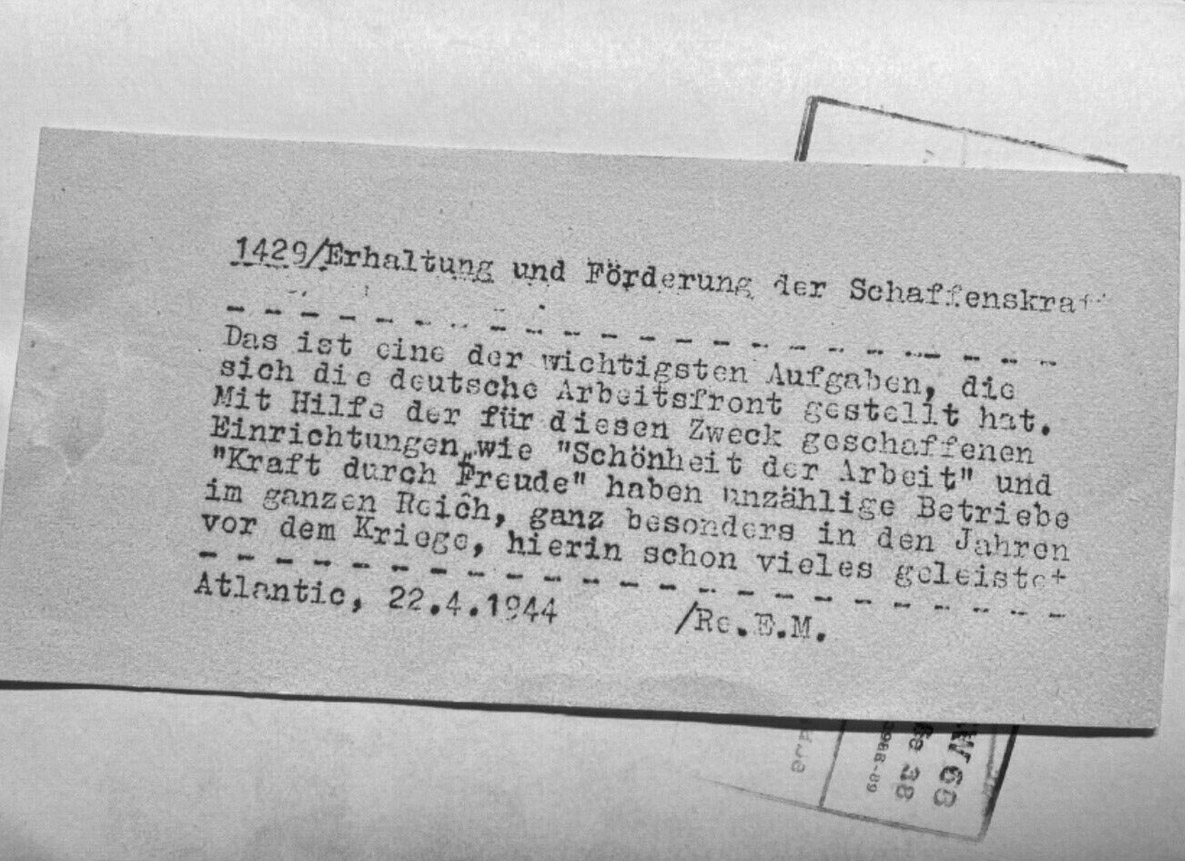 1429/Erhaltung und Förderung der Schaffenskraft
Das ist eine der wichtigsten Aufgaben, die
sich die deutsche Arbeitsfront gestellt hat.
Mit Hilfe der für diesen Zweck geschaffenen
Einrichtungen, wie "Schönheit der Arbeit" und
"Kraft durch Freude" haben unzählige Betriebe
im ganzen Reich, ganz besonders in den Jahren
vor dem Kriege, hierin schon vieles geleistet
Atlantic, 22.4.1944 /Re.E.M.
W 68
38